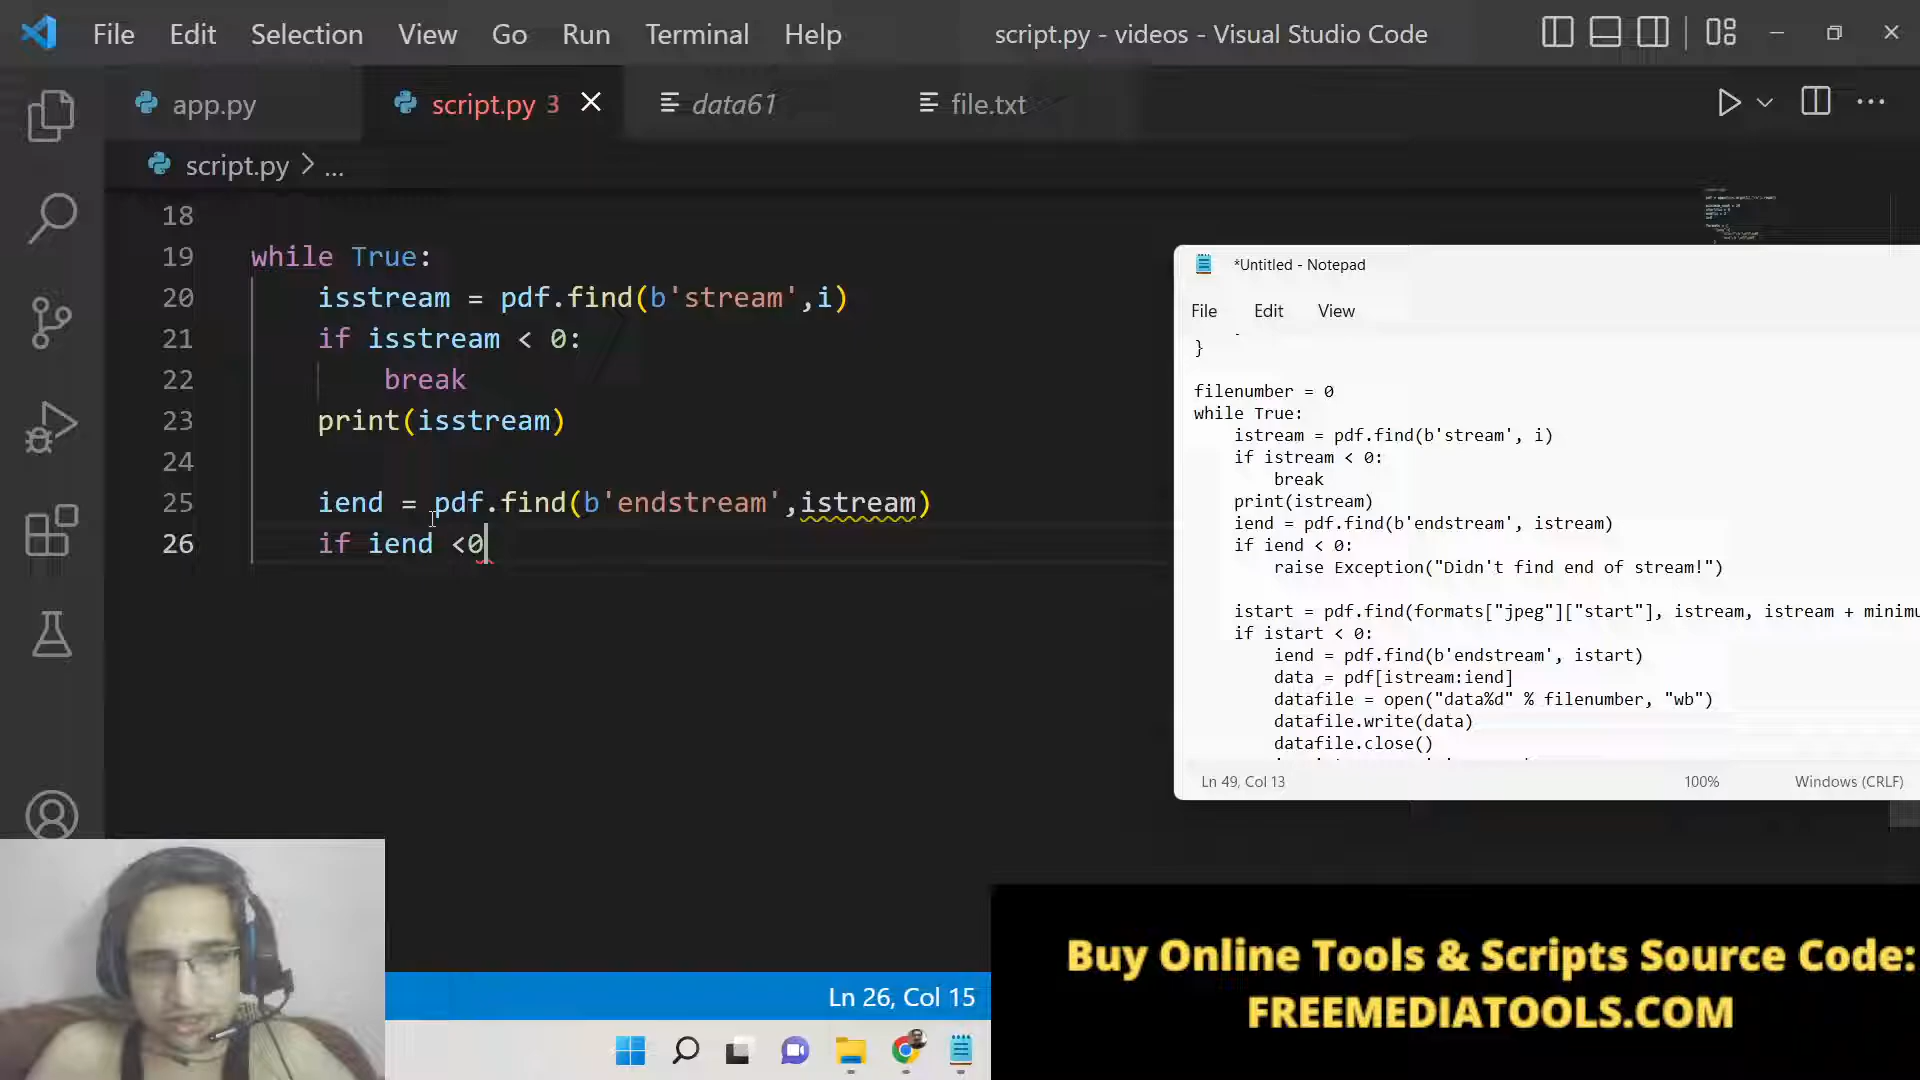 File Edit Selection View Go Run Terminal Help script.py - videos - Visual Studio Code
app.py script.py 3 data61 file.txt
script.py > ...
18
19 while True:
20 isstream = pdf.find(b'stream',i)
21 if isstream < 0:
22 break
23 print(isstream)
24
25 iend = pdf.find(b'endstream',istream)
26 if iend <0
*Untitled - Notepad
File Edit View
}
filenumber = 0
while True:
istream = pdf.find(b'stream', i)
if istream < 0:
break
print(istream)
iend = pdf.find(b'endstream', istream)
if iend < 0:
raise Exception("Didn't find end of stream!")
istart = pdf.find(formats["jpeg"]["start"], istream, istream + minimu
if istart < 0:
iend = pdf.find(b'endstream', istart)
data = pdf[istream:iend]
datafile = open("data%d" % filenumber, "wb")
datafile.write(data)
datafile.close()
Ln 49, Col 13 100% Windows (CRLF)
Buy Online Tools & Scripts Source Code:
FREEMEDIATOOLS.COM
Ln 26, Col 15